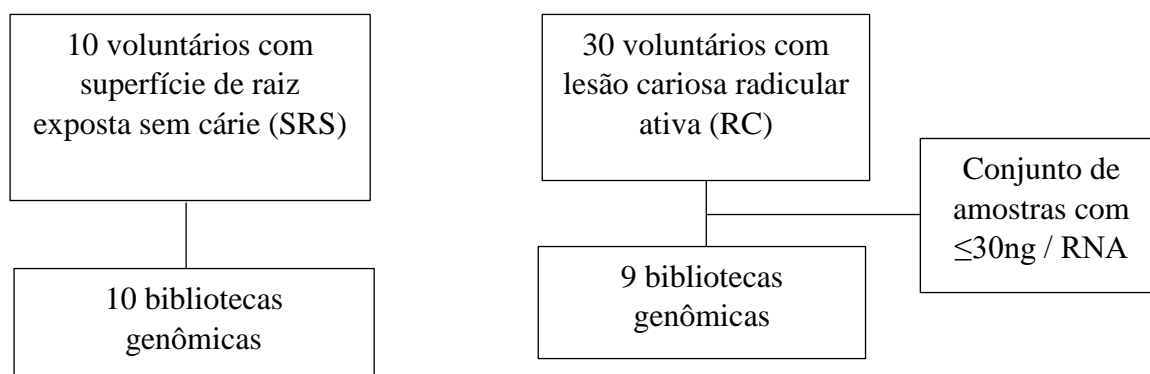 10 voluntários com
superfície de raiz
exposta sem cárie (SRS)
30 voluntários com
lesão cariosa radicular
ativa (RC)
Conjunto de
amostras com
≤30ng / RNA
10 bibliotecas
genômicas
9 bibliotecas
genômicas